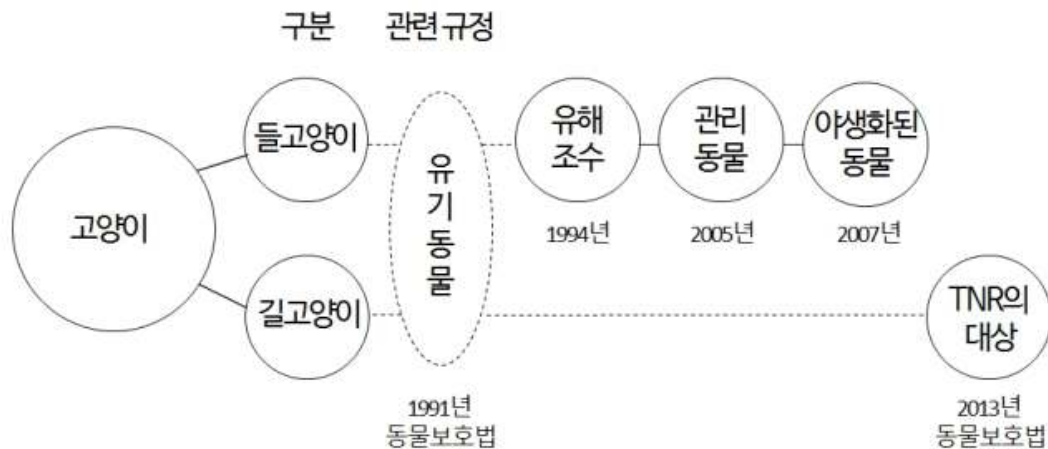 구분 관련 규정
고양이
들고양이
길고양이
유
기
동
물
1991년
동물보호법
유해
조수
1994년
관리
동물
2005년
야생화된
동물
2007년
TNR의
대상
2013년
동물보호법